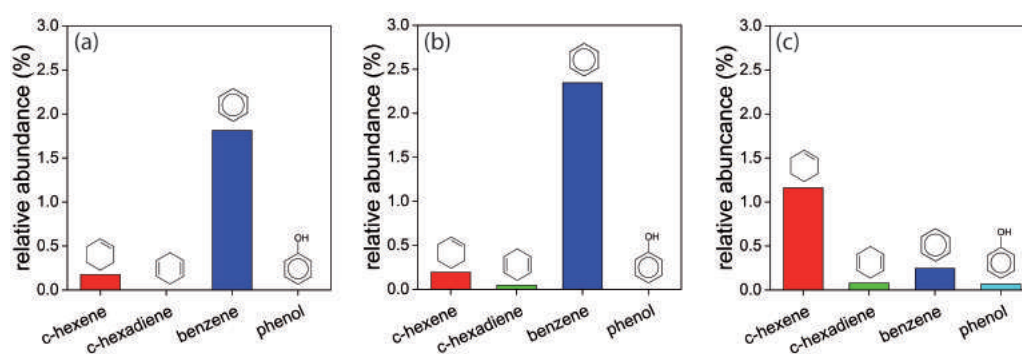 (a)
relative abundance (%)
3.0
2.5
2.0
1.5
1.0
0.5
0.0
OH
c-hexene
c-hexadiene
benzene
phenol
(b)
relative abundance (%)
3.0
2.5
2.0
1.5
1.0
0.5
0.0
OH
c-hexene
c-hexadiene
benzene
phenol
(c)
relative abuncance (%)
3.0
2.5
2.0
1.5
1.0
0.5
0.0
OH
c-hexene
c-hexadiene
benzene
phenol